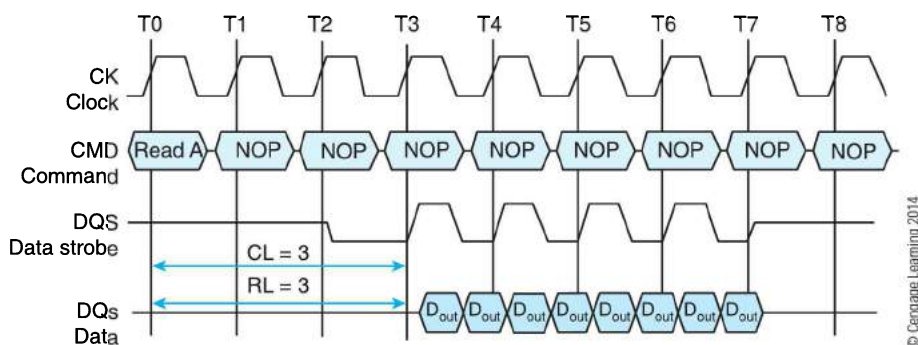 T0 T1 T2 T3 T4 T5 T6 T7 T8
CK
Clock
CMD
Command
Read A NOP NOP NOP NOP NOP NOP NOP NOP
DQS
Data strobe
CL = 3
RL = 3
DQs
Data
Dout Dout Dout Dout Dout Dout Dout Dout
© Cengage Learning 2014